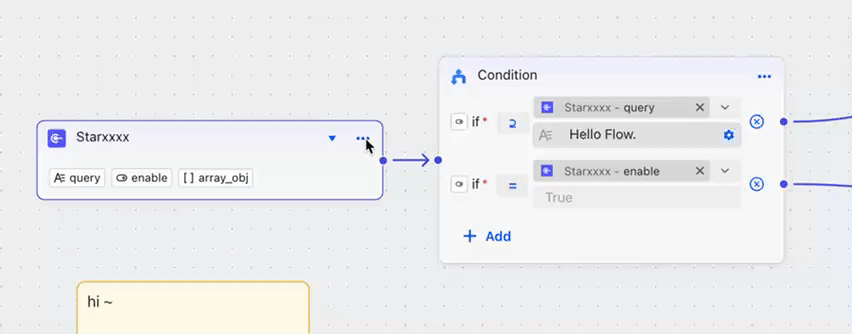 Starxxxx
query enable [ ] array_obj
Condition
if * Starxxxx - query
Hello Flow.
if * = Starxxxx - enable
True
+ Add
hi ~